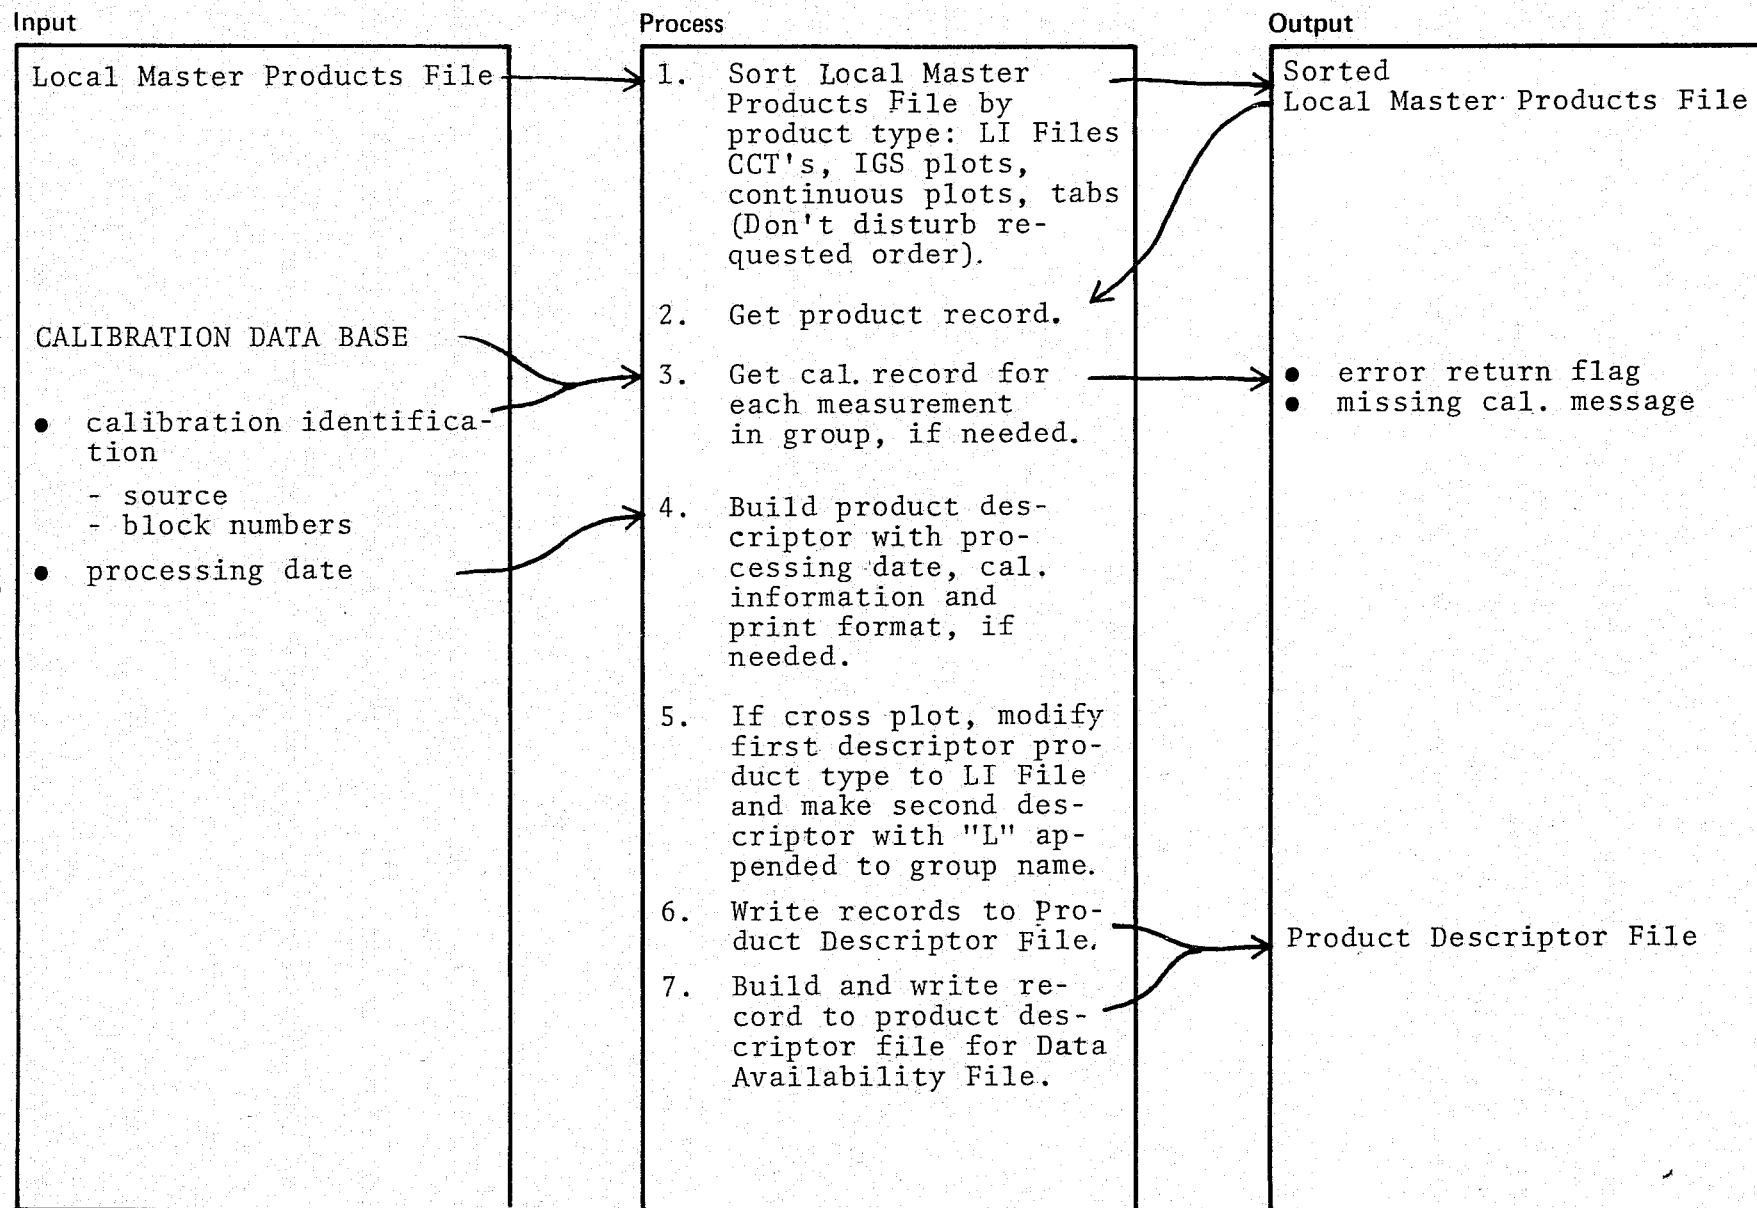 Input
Local Master Products File
CALIBRATION DATA BASE
● calibration identifica-
tion
- source
- block numbers
● processing date
Process
1. Sort Local Master
Products File by
product type: LI Files
CCT's, IGS plots,
continuous plots, tabs
(Don't disturb re-
quested order).
2. Get product record.
3. Get cal. record for
each measurement
in group, if needed.
4. Build product des-
criptor with pro-
cessing date, cal.
information and
print format, if
needed.
5. If cross plot, modify
first descriptor pro-
duct type to LI File
and make second des-
criptor with "L" ap-
pended to group name.
6. Write records to Pro-
duct Descriptor File.
7. Build and write re-
cord to product des-
criptor file for Data
Availability File.
Output
Sorted
Local Master Products File
● error return flag
● missing cal. message
Product Descriptor File